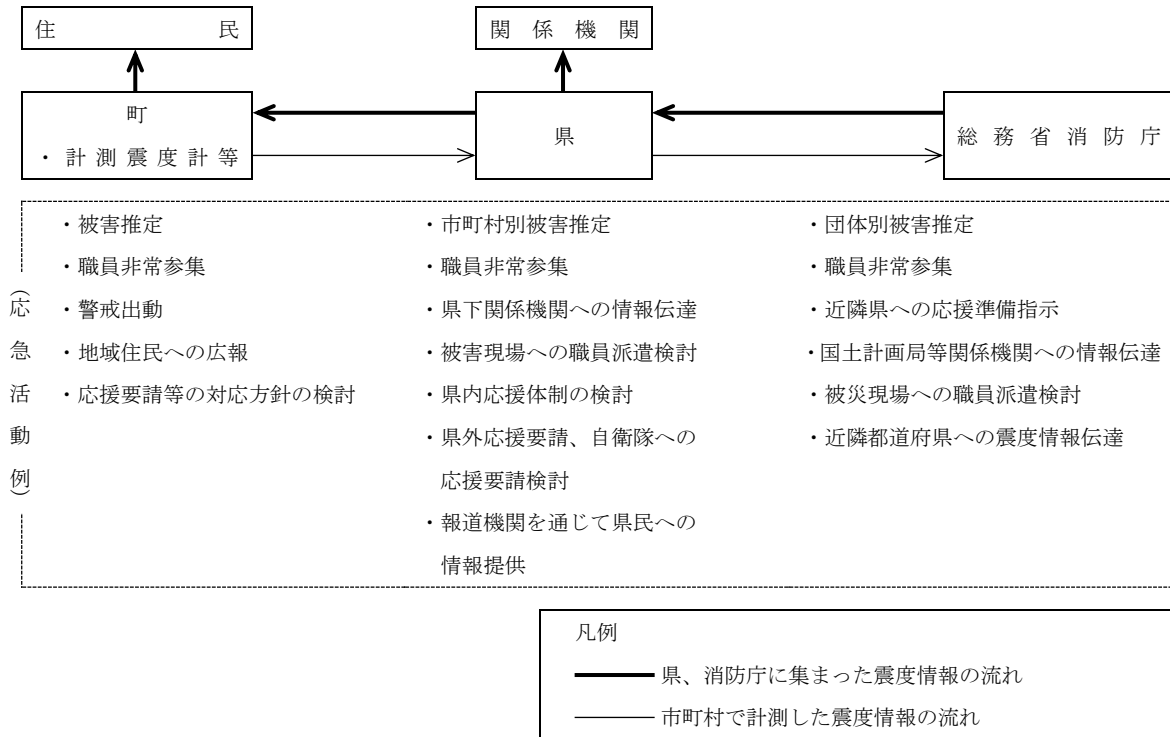 住民
関係機関
町
・計測震度計等
県
総務省消防庁
(応急活動例)
・被害推定
・職員非常参集
・警戒出動
・地域住民への広報
・応援要請等の対応方針の検討
・市町村別被害推定
・職員非常参集
・県下関係機関への情報伝達
・被害現場への職員派遣検討
・県内応援体制の検討
・県外応援要請、自衛隊への
応援要請検討
・報道機関を通じて県民への
情報提供
・団体別被害推定
・職員非常参集
・近隣県への応援準備指示
・国土計画局等関係機関への情報伝達
・被災現場への職員派遣検討
・近隣都道府県への震度情報伝達
凡例
県、消防庁に集まった震度情報の流れ
市町村で計測した震度情報の流れ